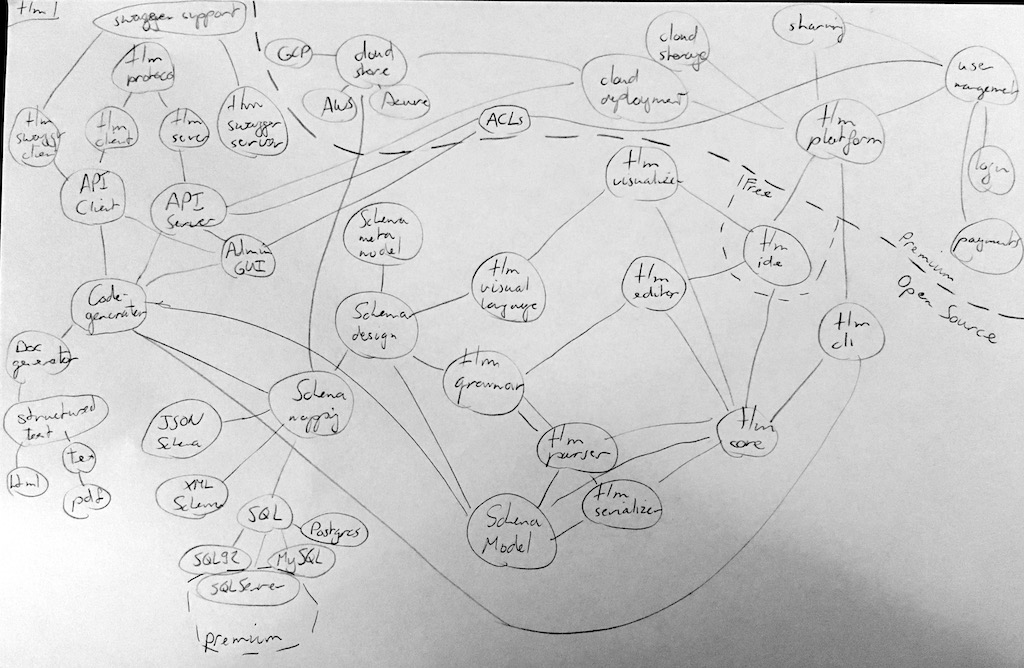 tlm 1
swagger support
GCP
cloud
store
AWS
Azure
cloud
storage
cloud
deployment
sharing
user
management
login
payments
tlm
protocol
tlm
swagger
client
tlm
client
tlm
sever
tlm
swagger
server
ACLs
tlm
platform
API
Client
API
Server
Admin
GUI
Schema
meta
model
tlm
visualizer
Free
tlm
ide
Premium
Open Source
Code
generator
Schema
design
tlm
visual
language
tlm
editor
tlm
cli
Doc
generator
structured
text
html
tex
pdf
JSON
Schema
Schema
mapping
tlm
grammar
tlm
core
tlm
parser
tlm
serializer
Schema
Model
XML
Schema
SQL
Postgres
SQL92
MySQL
SQLServer
premium